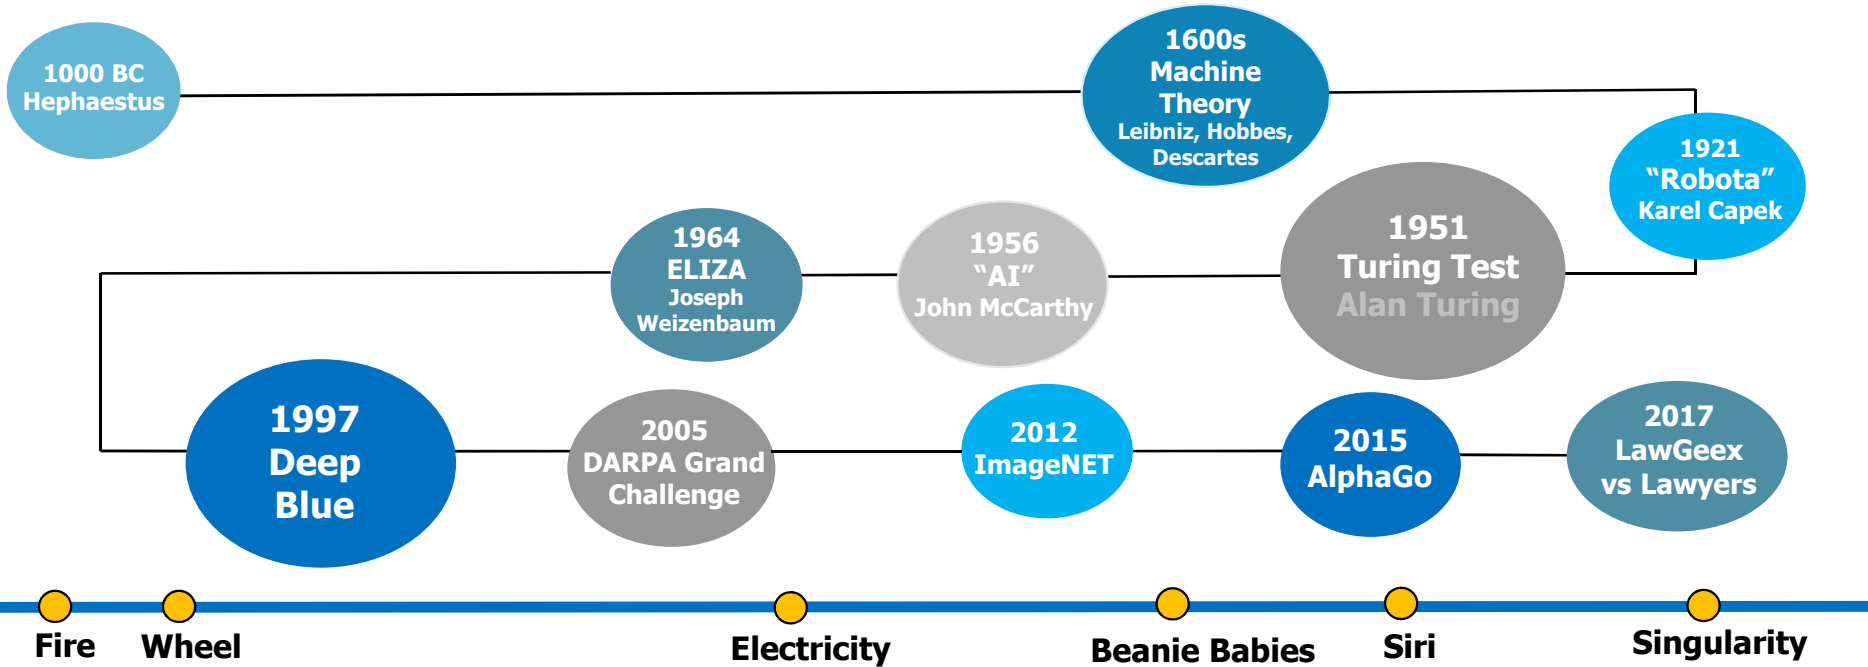 1000 BC
Hephaestus
1600s
Machine
Theory
Leibniz, Hobbes,
Descartes
1921
“Robota”
Karel Capek
1951
Turing Test
Alan Turing
1956
“AI”
John McCarthy
1964
ELIZA
Joseph
Weizenbaum
1997
Deep
Blue
2005
DARPA Grand
Challenge
2012
ImageNET
2015
AlphaGo
2017
LawGeex
vs Lawyers
Fire
Wheel
Electricity
Beanie Babies
Siri
Singularity